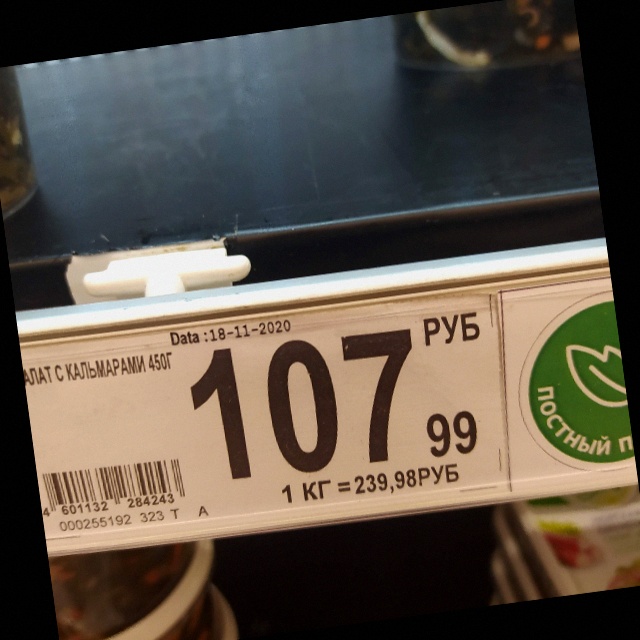 Data :18-11-2020
АЛАТ С КАЛЬМАРАМИ 450Г
107 99 РУБ
1 КГ =239,98РУБ
4 601132 284243
000255192 323 T A
ПОСТНЫЙ